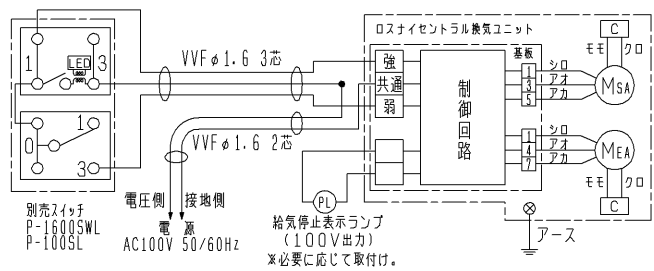 ロスナイセントラル換気ユニット
C
モモ クロ
LED
1
3
VVFφ1.6 3芯
強
共通
弱
制御回路
基板
1
3
5
シロ
アオ
アカ
MSA
1
0
3
VVFφ1.6 2芯
1
4
7
シロ
アオ
アカ
MEA
モモ クロ
C
PL
別売スイッチ
P-1600SWL
P-100SL
電圧側
接地側
電源
AC100V 50/60Hz
給気停止表示ランプ
(100V出力)
※必要に応じて取付け。
アース